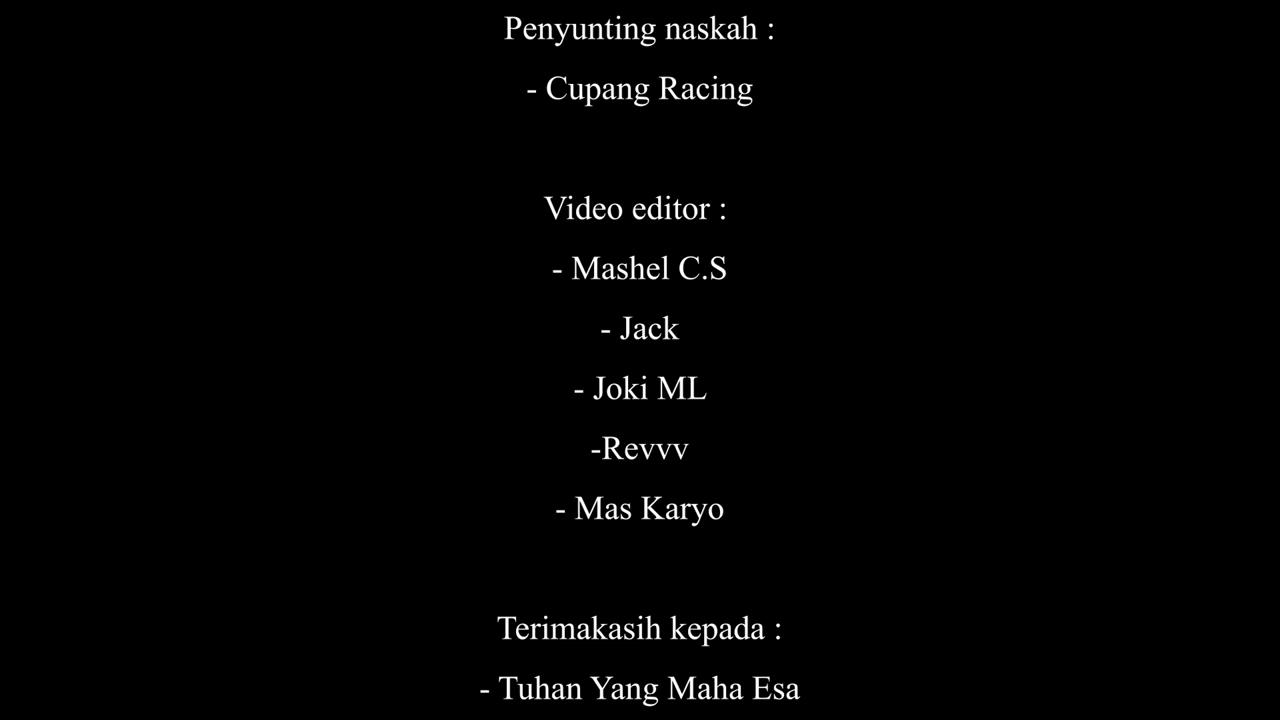 Penyunting naskah :
- Cupang Racing
Video editor :
- Mashel C.S
- Jack
- Joki ML
-Revvv
- Mas Karyo
Terimakasih kepada :
- Tuhan Yang Maha Esa